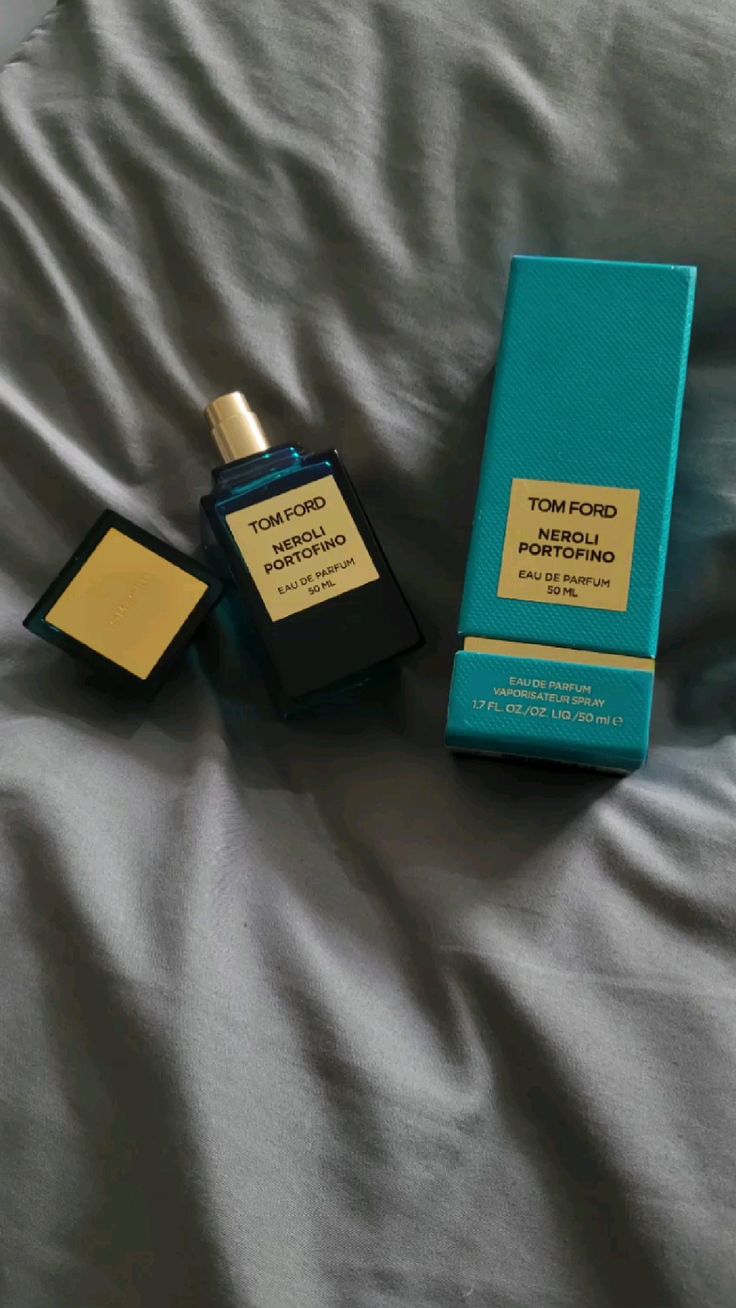 TOM FORD
NEROLI
PORTOFINO
EAU DE PARFUM
50 ML
TOM FORD
NEROLI
PORTOFINO
EAU DE PARFUM
50 ML
EAU DE PARFUM
VAPORISATEUR SPRAY
1.7 FL. OZ./OZ. LIQ./50 ml ℮